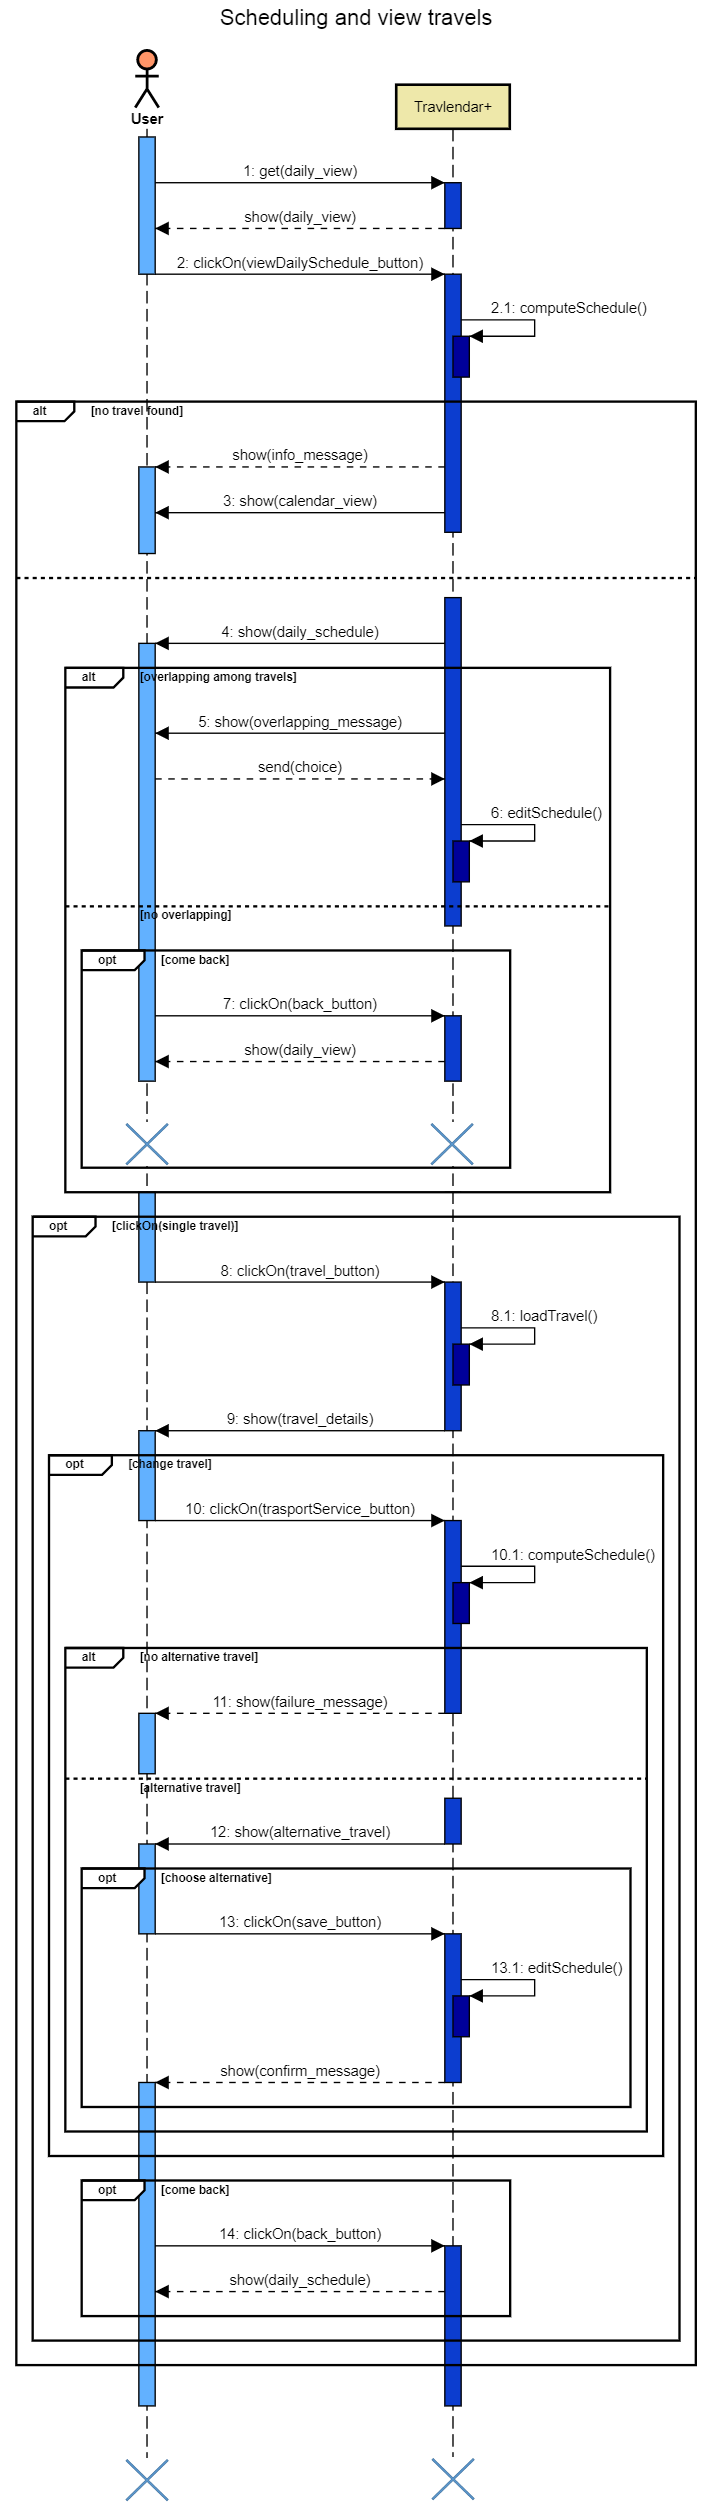 Scheduling and view travels
User
Travlendar+
1: get(daily_view)
show(daily_view)
2: clickOn(viewDailySchedule_button)
2.1: computeSchedule()
alt
[no travel found]
show(info_message)
3: show(calendar_view)
4: show(daily_schedule)
alt
[overlapping among travels]
5: show(overlapping_message)
send(choice)
6: editSchedule()
[no overlapping]
opt
[come back]
7: clickOn(back_button)
show(daily_view)
opt
[clickOn(single travel)]
8: clickOn(travel_button)
8.1: loadTravel()
9: show(travel_details)
opt
[change travel]
10: clickOn(trasportService_button)
10.1: computeSchedule()
alt
[no alternative travel]
11: show(failure_message)
[alternative travel]
12: show(alternative_travel)
opt
[choose alternative]
13: clickOn(save_button)
13.1: editSchedule()
show(confirm_message)
opt
[come back]
14: clickOn(back_button)
show(daily_schedule)